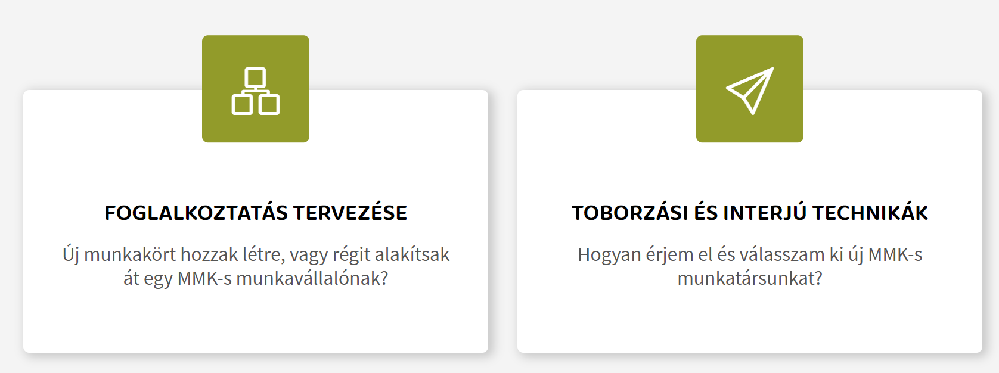 FOGLALKOZTATÁS TERVEZÉSE
Új munkakört hozzak létre, vagy régit alakítsak
át egy MMK-s munkavállalónak?
TOBORZÁSI ÉS INTERJÚ TECHNIKÁK
Hogyan érjem el és válasszam ki új MMK-s
munkatársunkat?